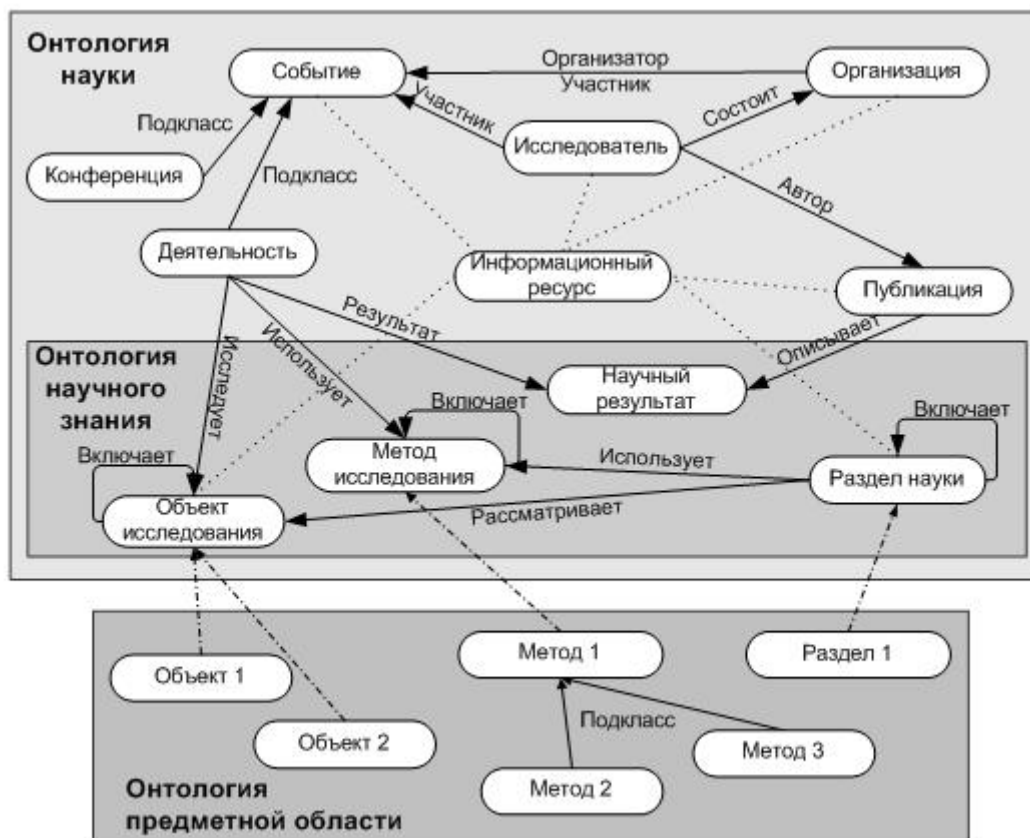 Онтология
науки
Событие
Организатор
Участник
Организация
Участник
Состоит
Подкласс
Исследователь
Конференция
Подкласс
Автор
Деятельность
Информационный
ресурс
Публикация
Результат
Использует
Исследует
Описывает
Онтология
научного
знания
Научный
результат
Включает
Включает
Включает
Метод
исследования
Использует
Раздел науки
Объект
исследования
Рассматривает
Объект 1
Метод 1
Раздел 1
Подкласс
Объект 2
Метод 3
Метод 2
Онтология
предметной области